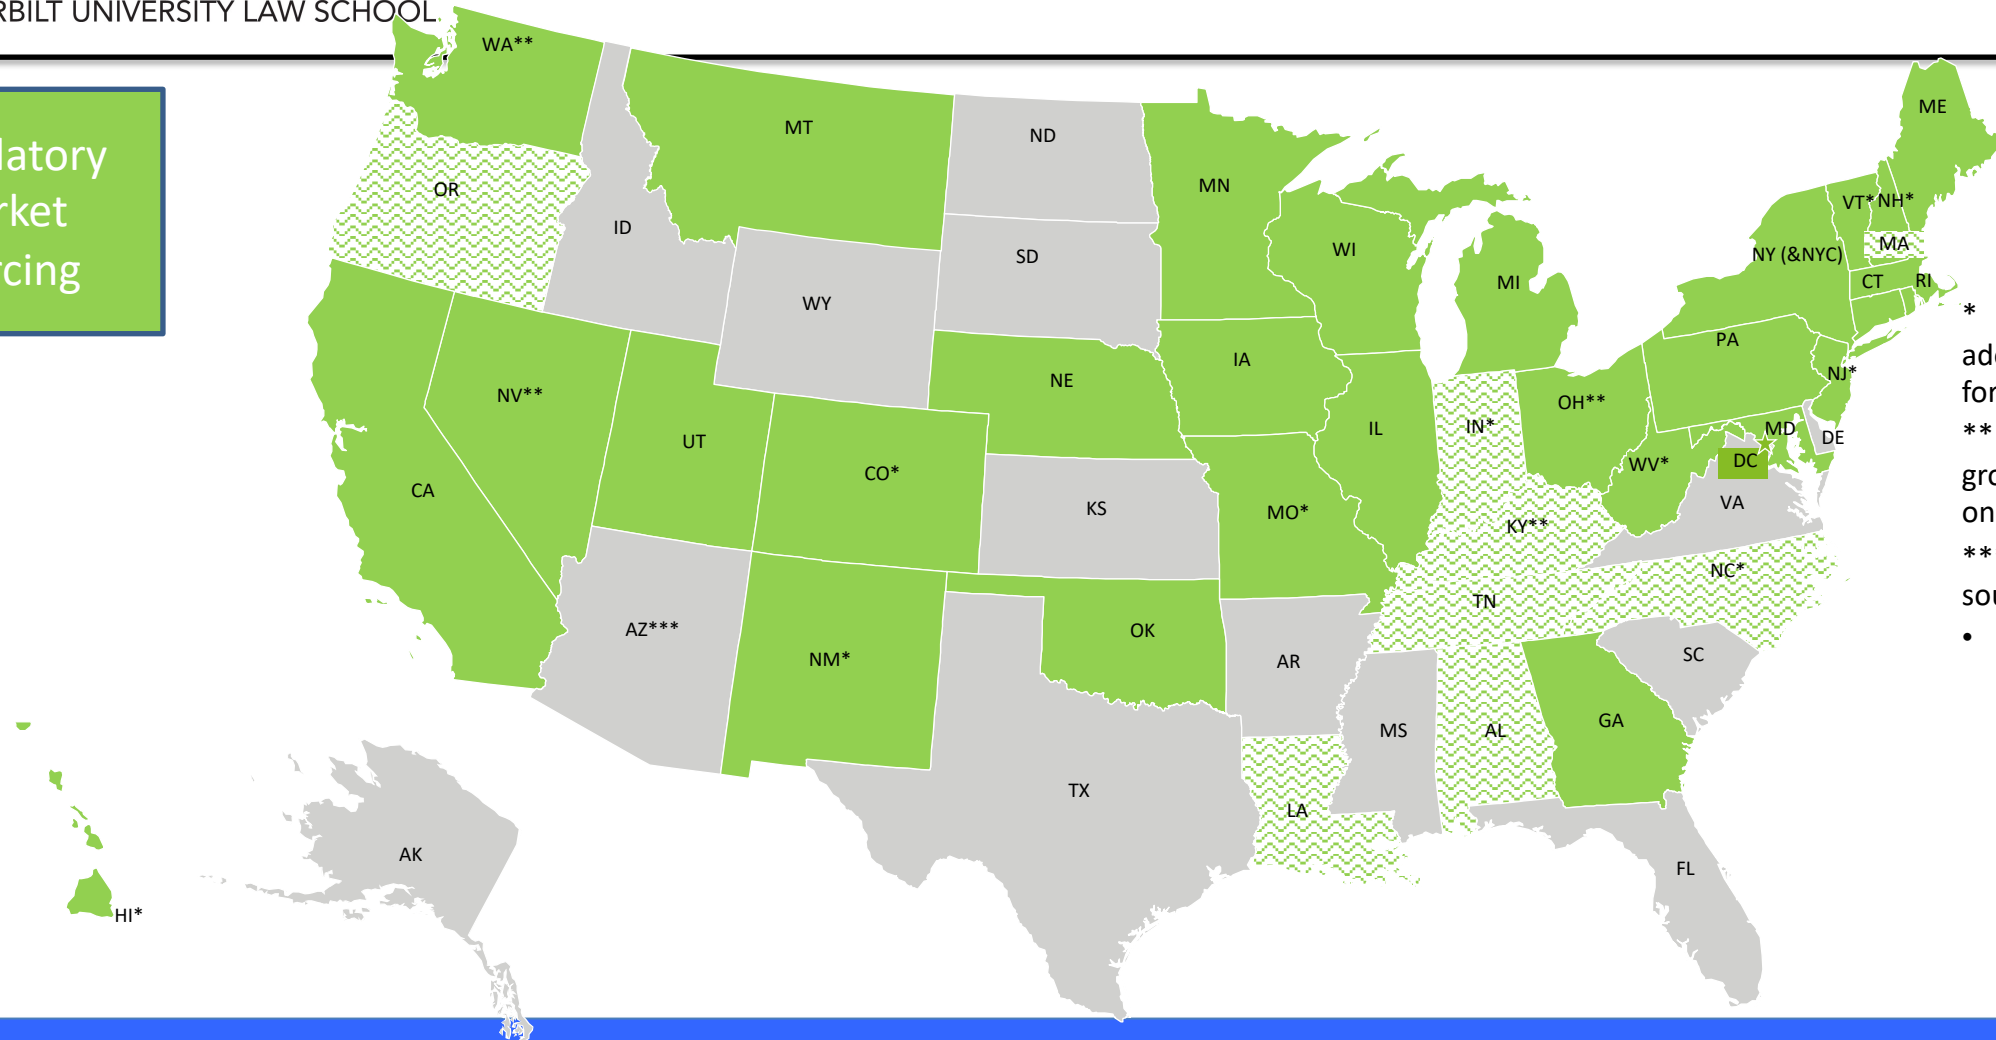 RBILT UNIVERSITY LAW SCHOOL
latory
rket
rcing
WA**
MT
ND
MN
ME
OR
ID
SD
WI
MI
VT*
NH*
MA
NY (&NYC)
CT
RI
WY
NE
IA
IL
IN*
OH**
PA
NJ*
MD
DE
DC
WV*
VA
NV**
UT
CO*
CA
KS
MO*
KY**
NC*
TN
AZ***
NM*
OK
AR
SC
MS
AL
GA
TX
LA
FL
AK
HI*
*
ad
for
**
gro
on
**
sou
•